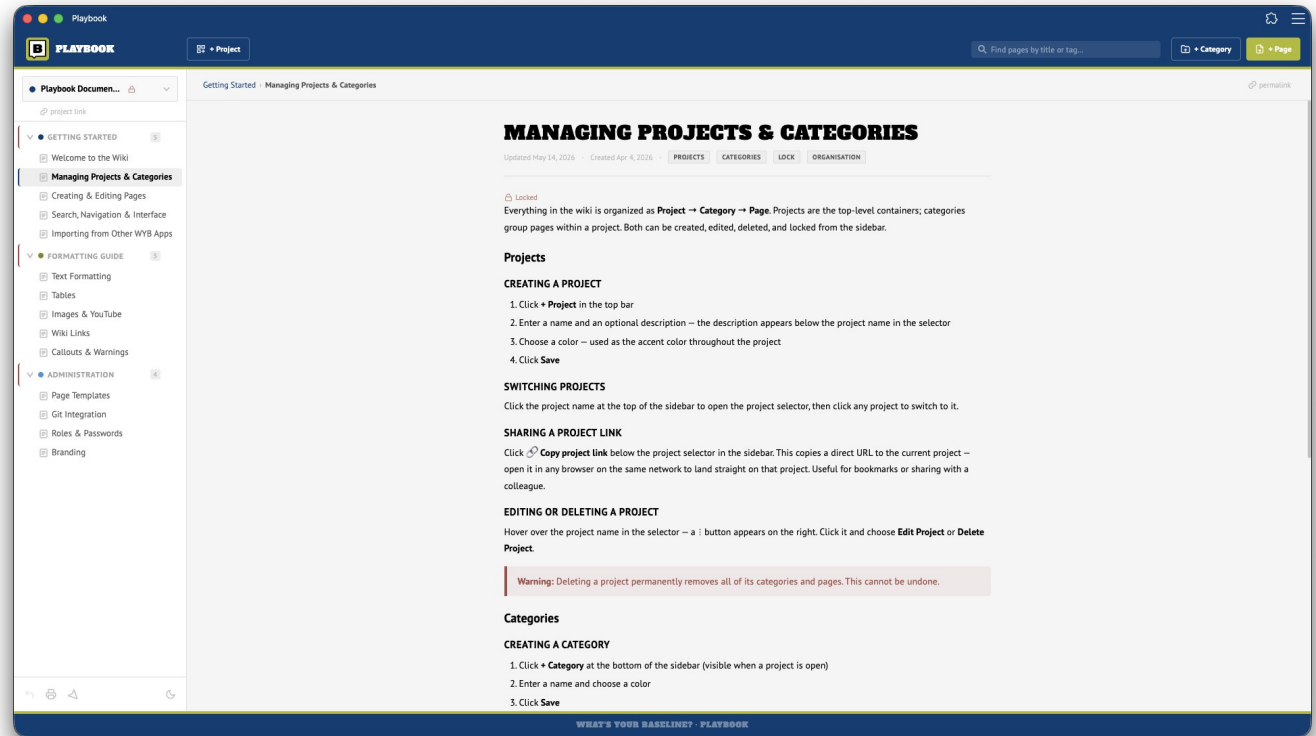 Playbook
B PLAYBOOK
+ Project
Find pages by title or tag...
+ Category
+ Page
Playbook Documen...
project link
GETTING STARTED 5
Welcome to the Wiki
Managing Projects & Categories
Creating & Editing Pages
Search, Navigation & Interface
Importing from Other WYB Apps
FORMATTING GUIDE 5
Text Formatting
Tables
Images & YouTube
Wiki Links
Callouts & Warnings
ADMINISTRATION 4
Page Templates
Git Integration
Roles & Passwords
Branding
Getting Started › Managing Projects & Categories
permalink
MANAGING PROJECTS & CATEGORIES
Updated May 14, 2026 · Created Apr 4, 2026 · PROJECTS CATEGORIES LOCK ORGANISATION
Locked
Everything in the wiki is organized as Project → Category → Page. Projects are the top-level containers; categories
group pages within a project. Both can be created, edited, deleted, and locked from the sidebar.
Projects
CREATING A PROJECT
1. Click + Project in the top bar
2. Enter a name and an optional description — the description appears below the project name in the selector
3. Choose a color — used as the accent color throughout the project
4. Click Save
SWITCHING PROJECTS
Click the project name at the top of the sidebar to open the project selector, then click any project to switch to it.
SHARING A PROJECT LINK
Click 🔗 Copy project link below the project selector in the sidebar. This copies a direct URL to the current project —
open it in any browser on the same network to land straight on that project. Useful for bookmarks or sharing with a
colleague.
EDITING OR DELETING A PROJECT
Hover over the project name in the selector — a ⋮ button appears on the right. Click it and choose Edit Project or Delete
Project.
Warning: Deleting a project permanently removes all of its categories and pages. This cannot be undone.
Categories
CREATING A CATEGORY
1. Click + Category at the bottom of the sidebar (visible when a project is open)
2. Enter a name and choose a color
3. Click Save
WHAT'S YOUR BASELINE? · PLAYBOOK